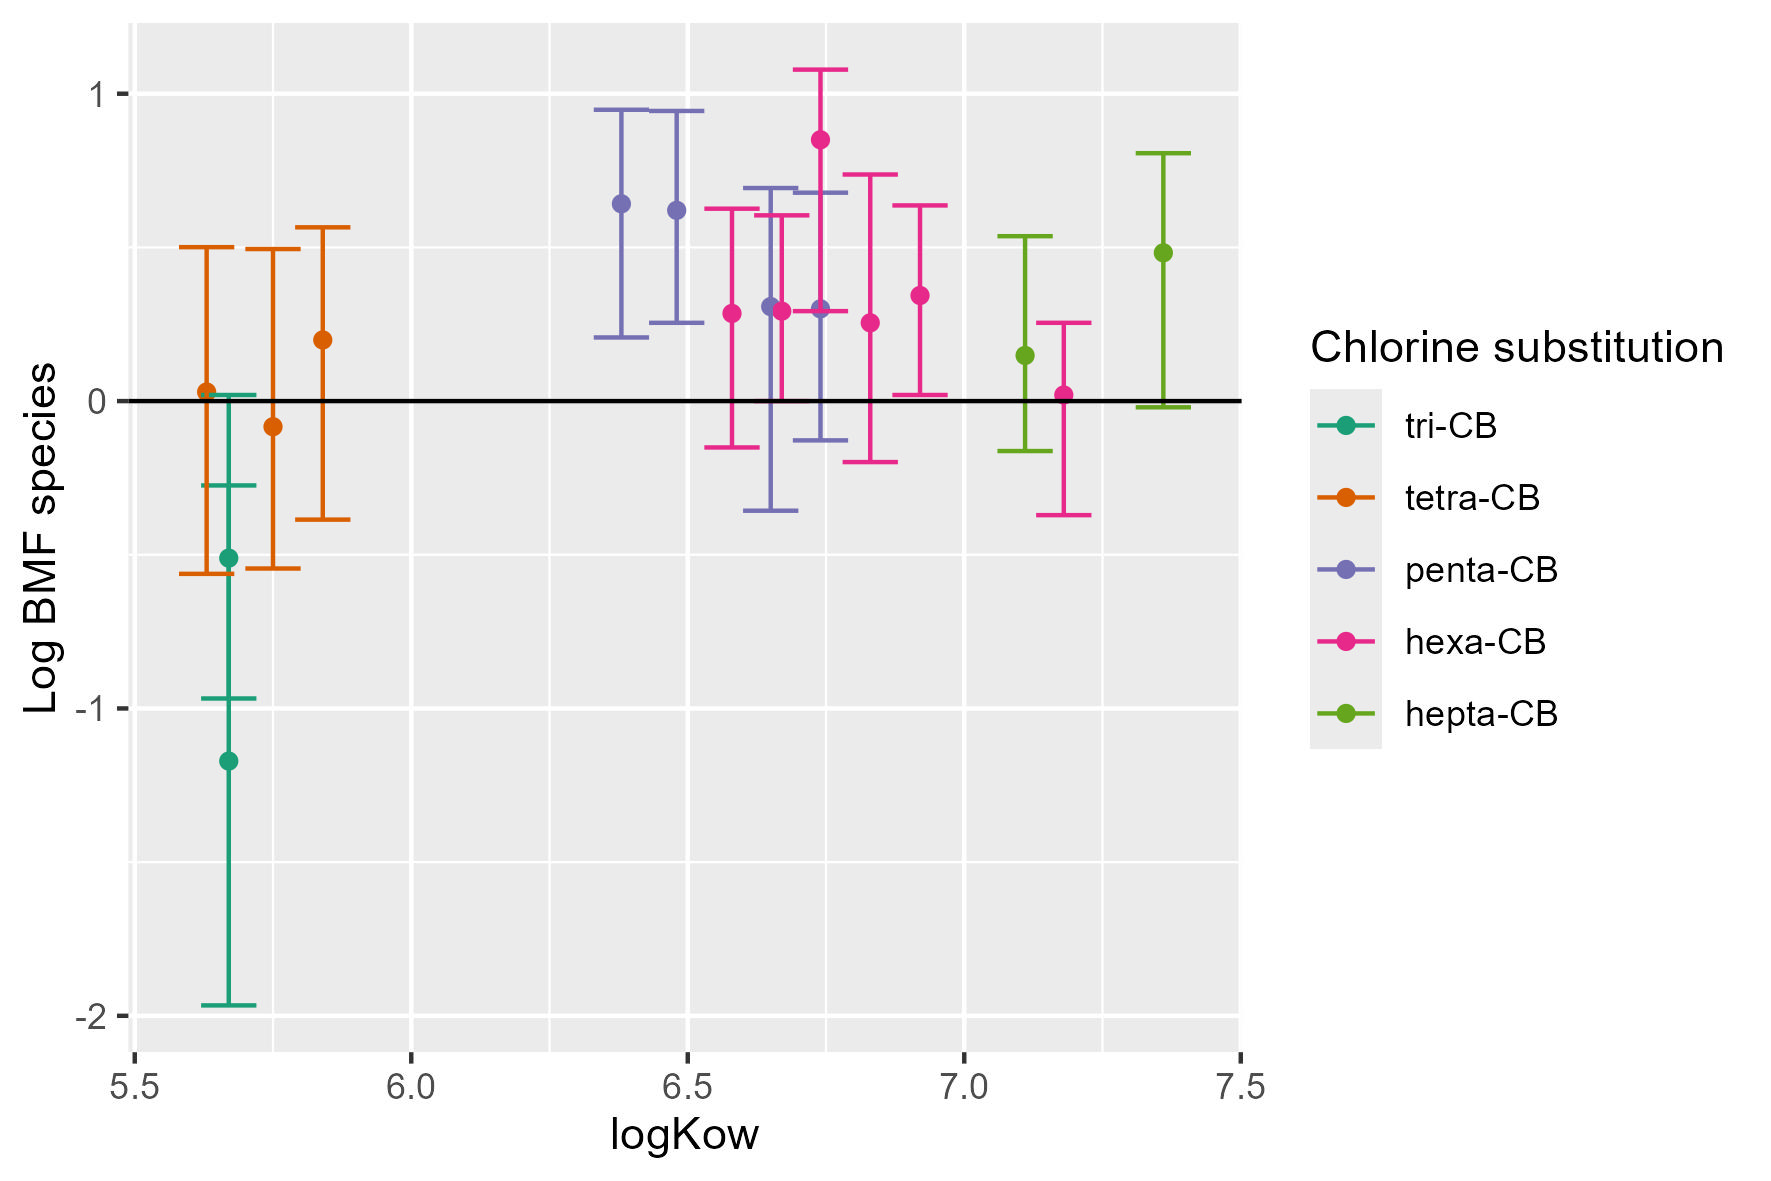 Log BMF species
1
0
-1
-2
5.5 6.0 6.5 7.0 7.5
logKow
Chlorine substitution
tri-CB
tetra-CB
penta-CB
hexa-CB
hepta-CB